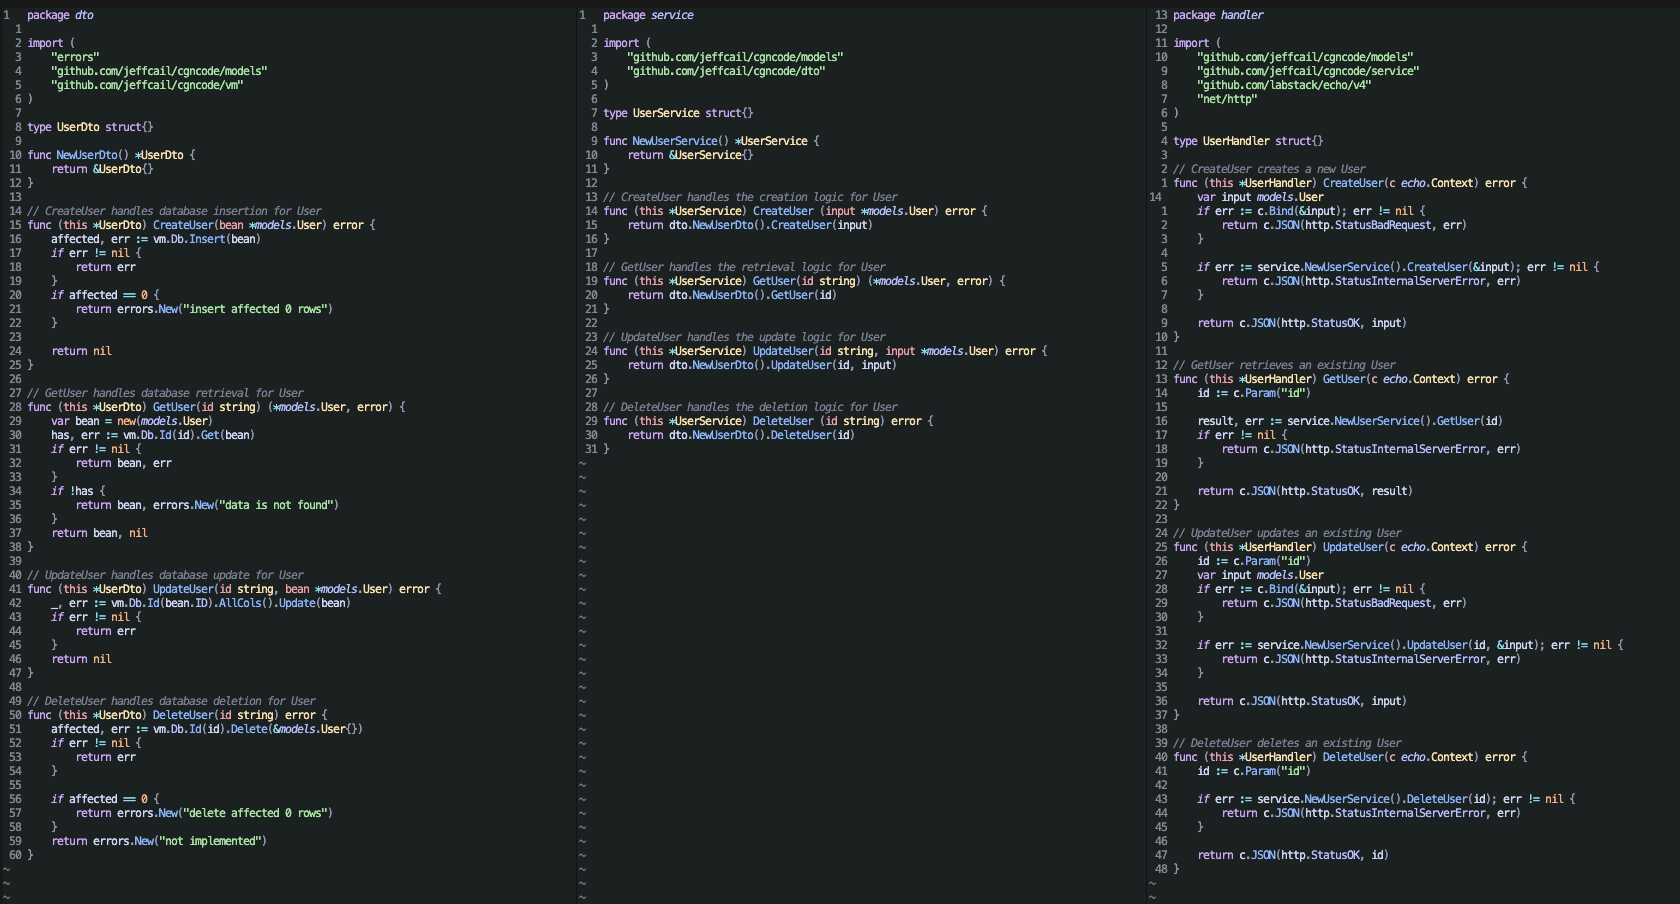 1 package dto
1
2 import (
3 "errors"
4 "github.com/jeffcail/cgncode/models"
5 "github.com/jeffcail/cgncode/vm"
6 )
7
8 type UserDto struct{}
9
10 func NewUserDto() *UserDto {
11 return &UserDto{}
12 }
13
14 // CreateUser handles database insertion for User
15 func (this *UserDto) CreateUser(bean *models.User) error {
16 affected, err := vm.Db.Insert(bean)
17 if err != nil {
18 return err
19 }
20 if affected == 0 {
21 return errors.New("insert affected 0 rows")
22 }
23
24 return nil
25 }
26
27 // GetUser handles database retrieval for User
28 func (this *UserDto) GetUser(id string) (*models.User, error) {
29 var bean = new(models.User)
30 has, err := vm.Db.Id(id).Get(bean)
31 if err != nil {
32 return bean, err
33 }
34 if !has {
35 return bean, errors.New("data is not found")
36 }
37 return bean, nil
38 }
39
40 // UpdateUser handles database update for User
41 func (this *UserDto) UpdateUser(id string, bean *models.User) error {
42 _, err := vm.Db.Id(bean.ID).AllCols().Update(bean)
43 if err != nil {
44 return err
45 }
46 return nil
47 }
48
49 // DeleteUser handles database deletion for User
50 func (this *UserDto) DeleteUser(id string) error {
51 affected, err := vm.Db.Id(id).Delete(&models.User{})
52 if err != nil {
53 return err
54 }
55
56 if affected == 0 {
57 return errors.New("delete affected 0 rows")
58 }
59 return errors.New("not implemented")
60 }
1 package service
1
2 import (
3 "github.com/jeffcail/cgncode/models"
4 "github.com/jeffcail/cgncode/dto"
5 )
6
7 type UserService struct{}
8
9 func NewUserService() *UserService {
10 return &UserService{}
11 }
12
13 // CreateUser handles the creation logic for User
14 func (this *UserService) CreateUser (input *models.User) error {
15 return dto.NewUserDto().CreateUser(input)
16 }
17
18 // GetUser handles the retrieval logic for User
19 func (this *UserService) GetUser(id string) (*models.User, error) {
20 return dto.NewUserDto().GetUser(id)
21 }
22
23 // UpdateUser handles the update logic for User
24 func (this *UserService) UpdateUser(id string, input *models.User) error {
25 return dto.NewUserDto().UpdateUser(id, input)
26 }
27
28 // DeleteUser handles the deletion logic for User
29 func (this *UserService) DeleteUser (id string) error {
30 return dto.NewUserDto().DeleteUser(id)
31 }
13 package handler
12
11 import (
10 "github.com/jeffcail/cgncode/models"
9 "github.com/jeffcail/cgncode/service"
8 "github.com/labstack/echo/v4"
7 "net/http"
6 )
5
4 type UserHandler struct{}
3
2 // CreateUser creates a new User
1 func (this *UserHandler) CreateUser(c echo.Context) error {
14 var input models.User
1 if err := c.Bind(&input); err != nil {
2 return c.JSON(http.StatusBadRequest, err)
3 }
4
5 if err := service.NewUserService().CreateUser(&input); err != nil {
6 return c.JSON(http.StatusInternalServerError, err)
7 }
8
9 return c.JSON(http.StatusOK, input)
10 }
11
12 // GetUser retrieves an existing User
13 func (this *UserHandler) GetUser(c echo.Context) error {
14 id := c.Param("id")
15
16 result, err := service.NewUserService().GetUser(id)
17 if err != nil {
18 return c.JSON(http.StatusInternalServerError, err)
19 }
20
21 return c.JSON(http.StatusOK, result)
22 }
23
24 // UpdateUser updates an existing User
25 func (this *UserHandler) UpdateUser(c echo.Context) error {
26 id := c.Param("id")
27 var input models.User
28 if err := c.Bind(&input); err != nil {
29 return c.JSON(http.StatusBadRequest, err)
30 }
31
32 if err := service.NewUserService().UpdateUser(id, &input); err != nil {
33 return c.JSON(http.StatusInternalServerError, err)
34 }
35
36 return c.JSON(http.StatusOK, input)
37 }
38
39 // DeleteUser deletes an existing User
40 func (this *UserHandler) DeleteUser(c echo.Context) error {
41 id := c.Param("id")
42
43 if err := service.NewUserService().DeleteUser(id); err != nil {
44 return c.JSON(http.StatusInternalServerError, err)
45 }
46
47 return c.JSON(http.StatusOK, id)
48 }